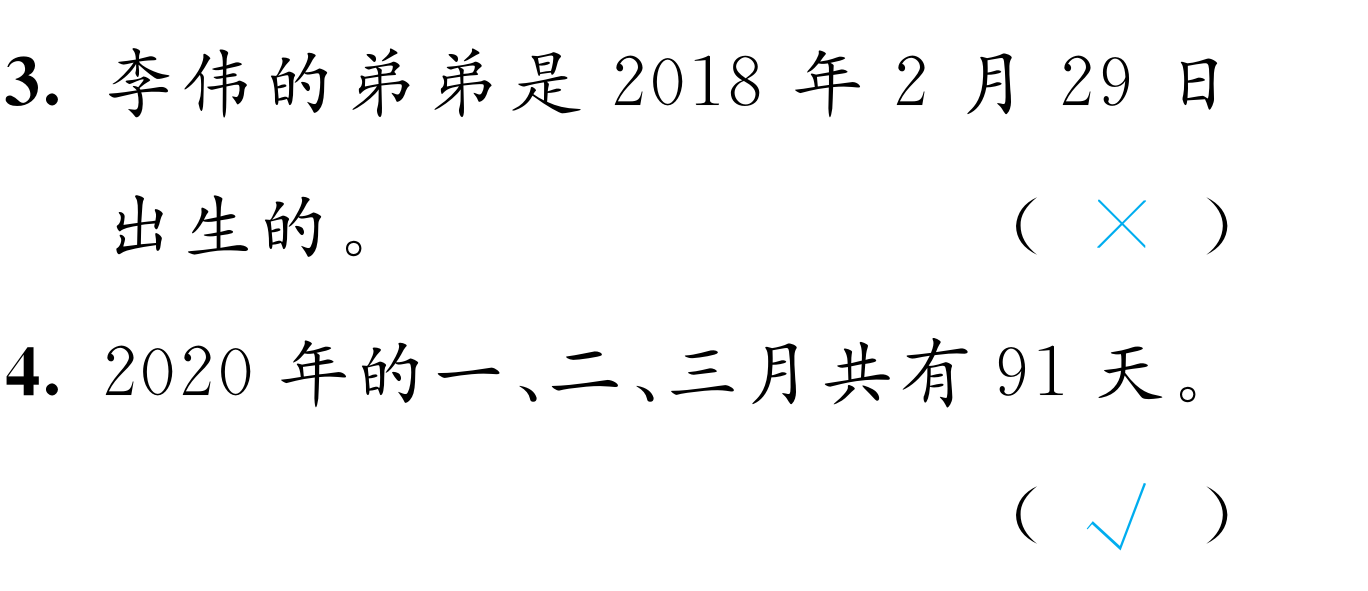 3. 李伟的弟弟是 2018 年 2 月 29 日
出生的。 ( × )
4. 2020 年的一、二、三月共有 91 天。
( √ )